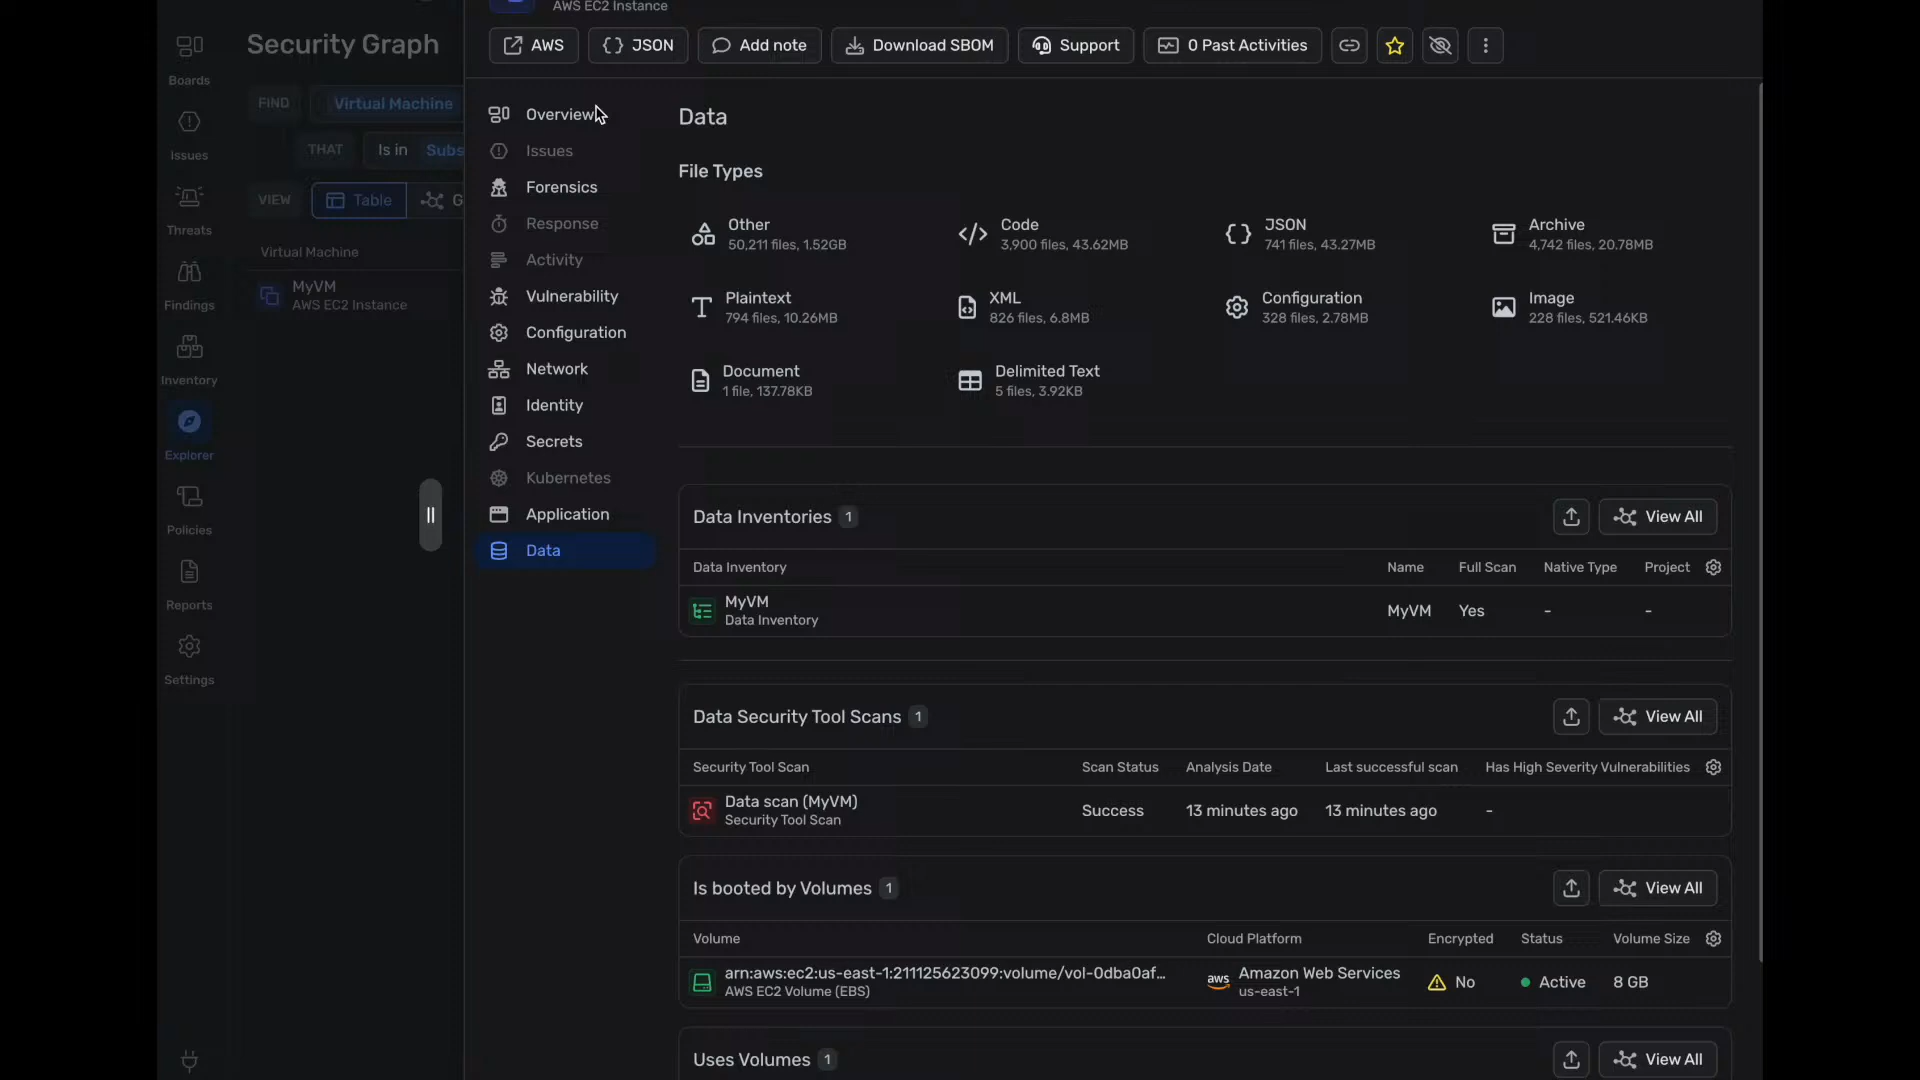 AWS EC2 Instance
AWS
JSON
Add note
Download SBOM
Support
0 Past Activities
Security Graph
Boards
Issues
Threats
Findings
Inventory
Explorer
Policies
Reports
Settings
FIND
Virtual Machine
THAT
Is in
Subs
VIEW
Table
G
Virtual Machine
MyVM
AWS EC2 Instance
Overview
Issues
Forensics
Response
Activity
Vulnerability
Configuration
Network
Identity
Secrets
Kubernetes
Application
Data
Data
File Types
Other
50,211 files, 1.52GB
Code
3,900 files, 43.62MB
JSON
741 files, 43.27MB
Archive
4,742 files, 20.78MB
Plaintext
794 files, 10.26MB
XML
826 files, 6.8MB
Configuration
328 files, 2.78MB
Image
228 files, 521.46KB
Document
1 file, 137.78KB
Delimited Text
5 files, 3.92KB
Data Inventories 1
View All
Data Inventory Name Full Scan Native Type Project
MyVM
Data Inventory
MyVM Yes - -
Data Security Tool Scans 1
View All
Security Tool Scan Scan Status Analysis Date Last successful scan Has High Severity Vulnerabilities
Data scan (MyVM)
Security Tool Scan
Success 13 minutes ago 13 minutes ago -
Is booted by Volumes 1
View All
Volume Cloud Platform Encrypted Status Volume Size
arn:aws:ec2:us-east-1:211125623099:volume/vol-0dba0af...
AWS EC2 Volume (EBS)
aws
Amazon Web Services
us-east-1
No Active 8 GB
Uses Volumes 1
View All